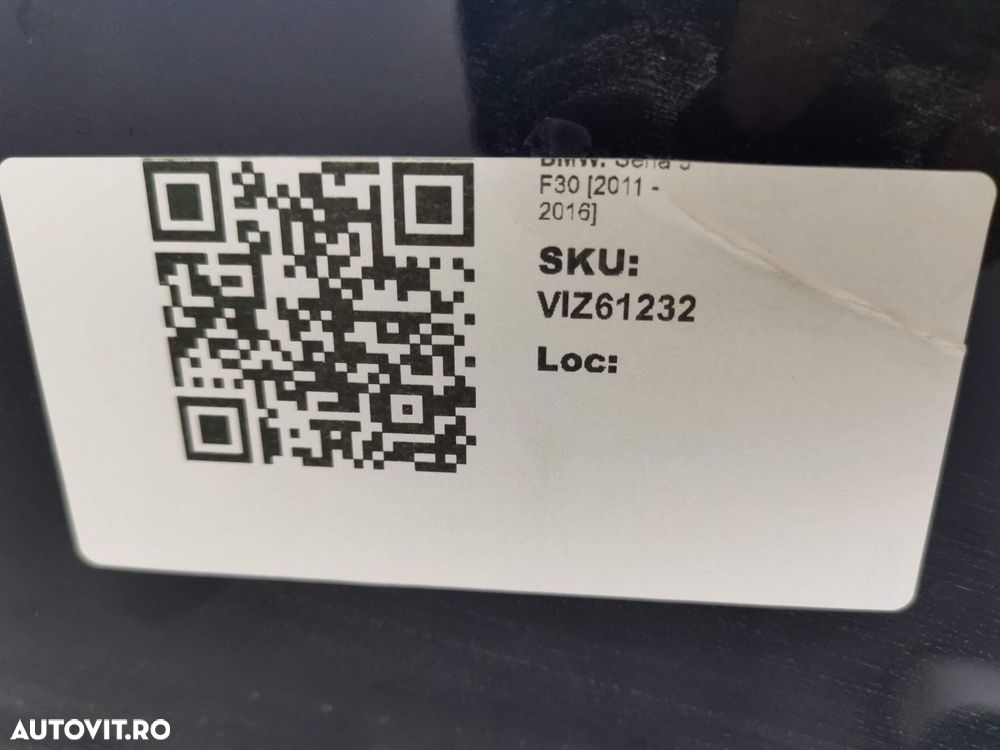 BMW: Seria 3
F30 [2011 -
2016]
SKU:
VIZ61232
Loc:
AUTOVIT.RO